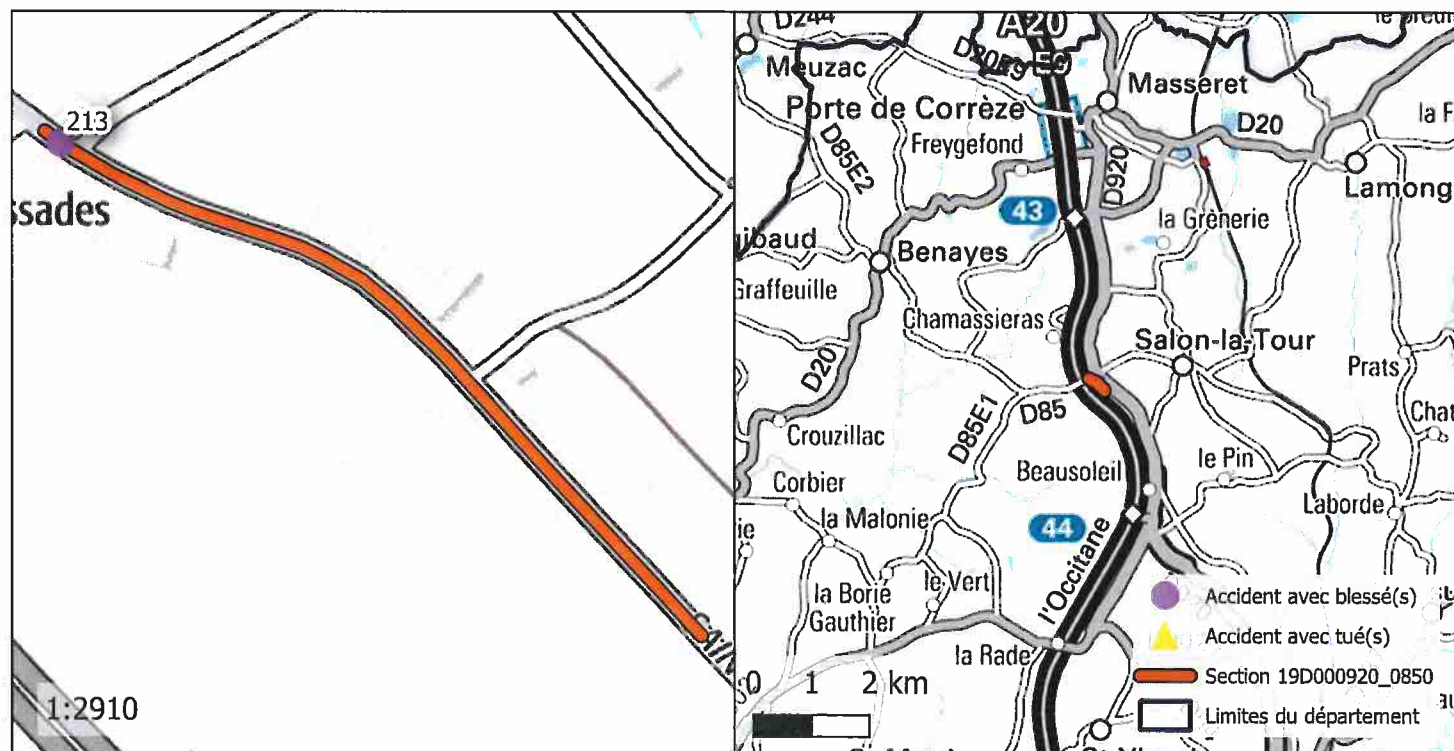 213
ssades
1:2910
D244
A20
E9
D20E9
Meuzac
Masseret
Porte de Corrèze
D20
Freygefond
D85E2
D920
Lamong
43
la Grènerie
Benayes
Graffeuille
Chamassieras
Salon-la-Tour
D20
Prats
D85E1
D85
Crouzillac
Beausoleil
le Pin
Corbier
Laborde
la Malonie
44
l'Occitane
la Borie
Gauthier
le Vert
la Rade
0 1 2 km
Accident avec blessé(s)
Accident avec tué(s)
Section 19D000920_0850
Limites du département